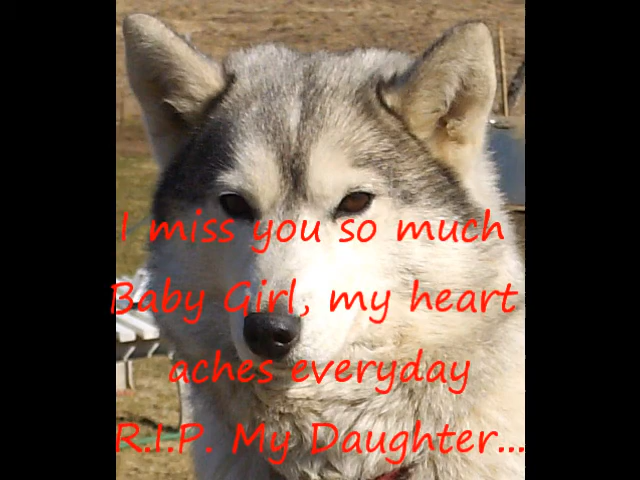 I miss you so much
Baby Girl, my heart
aches everyday
R.I.P. My Daughter...